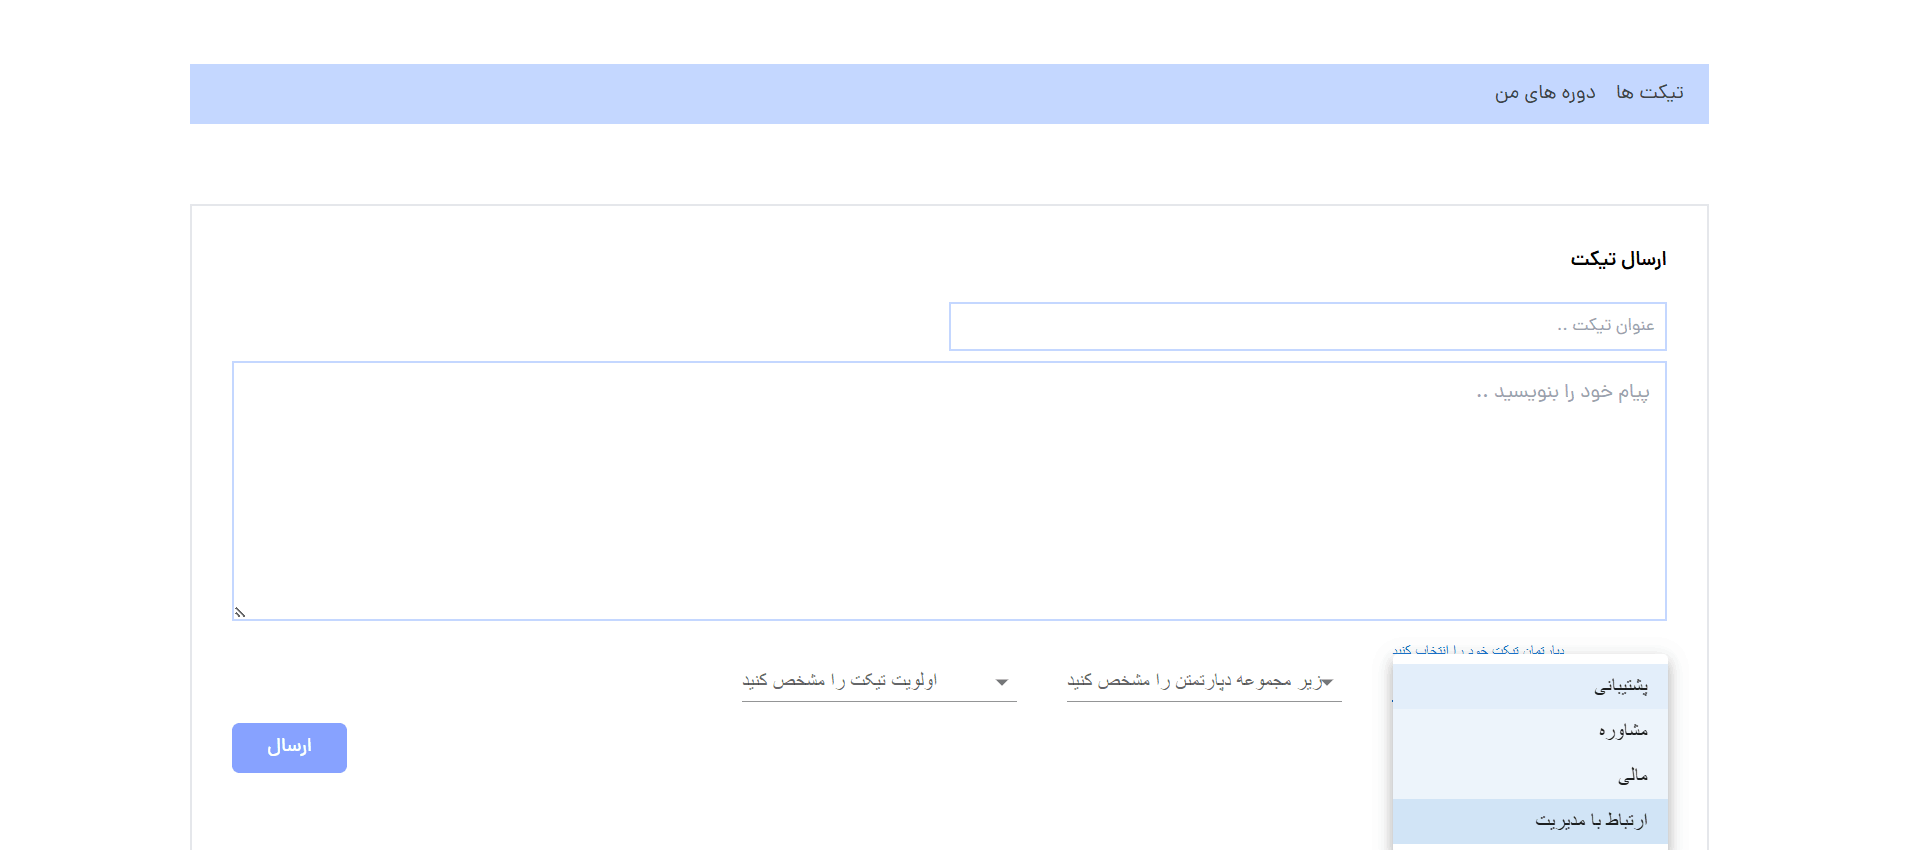 تیکت ها دوره های من
ارسال تیکت
عنوان تیکت ..
پیام خود را بنویسید ..
دپارتمان تیکت خود را انتخاب کنید
زیر مجموعه دپارتمتن را مشخص کنید
اولویت تیکت را مشخص کنید
پشتیبانی
مشاوره
مالی
ارتباط با مدیریت
ارسال